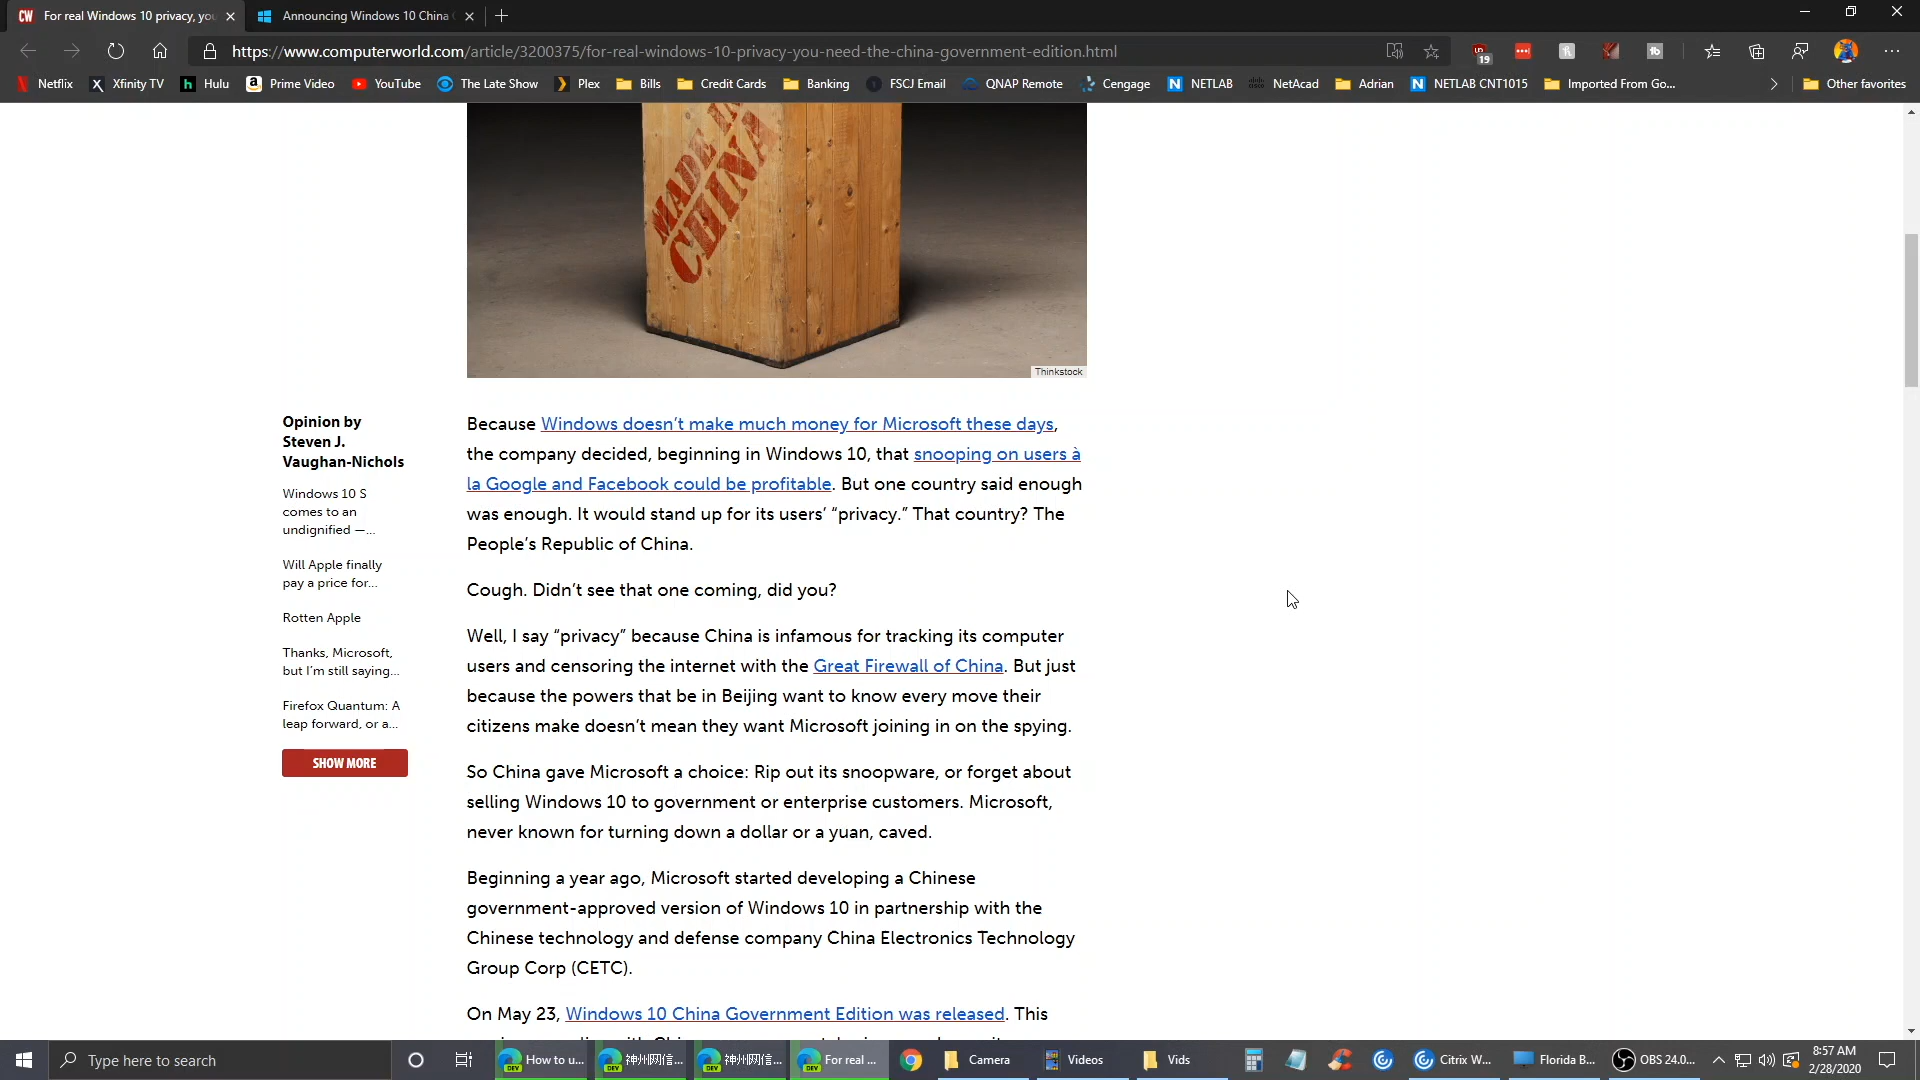 For real Windows 10 privacy, you
Announcing Windows 10 China
https://www.computerworld.com/article/3200375/for-real-windows-10-privacy-you-need-the-china-government-edition.html
19
Netflix
Xfinity TV
Hulu
Prime Video
YouTube
The Late Show
Plex
Bills
Credit Cards
Banking
FSCJ Email
QNAP Remote
Cengage
NETLAB
NetAcad
Adrian
NETLAB CNT1015
Imported From Go...
Other favorites
MADE IN
CHINA
Thinkstock
Opinion by
Steven J.
Vaughan-Nichols
Windows 10 S
comes to an
undignified —...
Will Apple finally
pay a price for...
Rotten Apple
Thanks, Microsoft,
but I'm still saying...
Firefox Quantum: A
leap forward, or a...
SHOW MORE
Because Windows doesn't make much money for Microsoft these days,
the company decided, beginning in Windows 10, that snooping on users à
la Google and Facebook could be profitable. But one country said enough
was enough. It would stand up for its users' “privacy.” That country? The
People's Republic of China.
Cough. Didn't see that one coming, did you?
Well, I say “privacy” because China is infamous for tracking its computer
users and censoring the internet with the Great Firewall of China. But just
because the powers that be in Beijing want to know every move their
citizens make doesn't mean they want Microsoft joining in on the spying.
So China gave Microsoft a choice: Rip out its snoopware, or forget about
selling Windows 10 to government or enterprise customers. Microsoft,
never known for turning down a dollar or a yuan, caved.
Beginning a year ago, Microsoft started developing a Chinese
government-approved version of Windows 10 in partnership with the
Chinese technology and defense company China Electronics Technology
Group Corp (CETC).
On May 23, Windows 10 China Government Edition was released. This
Type here to search
How to u...
神州网信...
神州网信...
For real ...
Camera
Videos
Vids
Citrix W...
Florida B...
OBS 24.0...
8:57 AM
2/28/2020